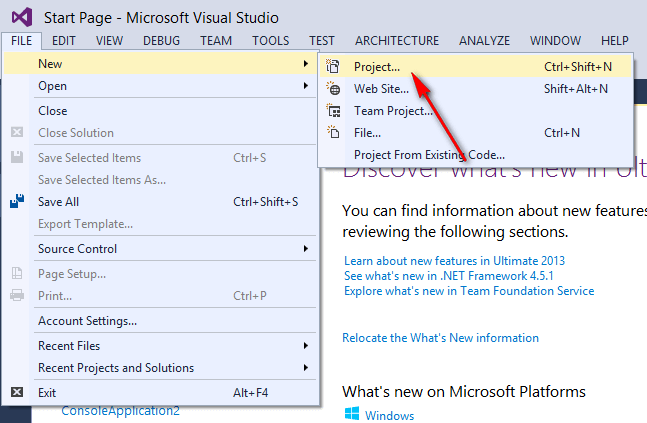 Start Page - Microsoft Visual Studio
FILE EDIT VIEW DEBUG TEAM TOOLS TEST ARCHITECTURE ANALYZE WINDOW HELP
New
Open
Close
Close Solution
Save Selected Items Ctrl+S
Save Selected Items As...
Save All Ctrl+Shift+S
Export Template...
Source Control
Page Setup...
Print... Ctrl+P
Account Settings...
Recent Files
Recent Projects and Solutions
Exit Alt+F4
ConsoleApplication2
Project... Ctrl+Shift+N
Web Site... Shift+Alt+N
Team Project...
File... Ctrl+N
Project From Existing Code...
Discover what's new in Ult
You can find information about new features
reviewing the following sections.
Learn about new features in Ultimate 2013
See what's new in .NET Framework 4.5.1
Explore what's new in Team Foundation Service
Relocate the What's New information
What's new on Microsoft Platforms
Windows